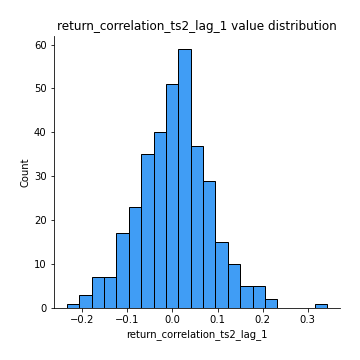 return_correlation_ts2_lag_1 value distribution
60
50
40
30
20
10
0
Count
−0.2 −0.1 0.0 0.1 0.2 0.3
return_correlation_ts2_lag_1